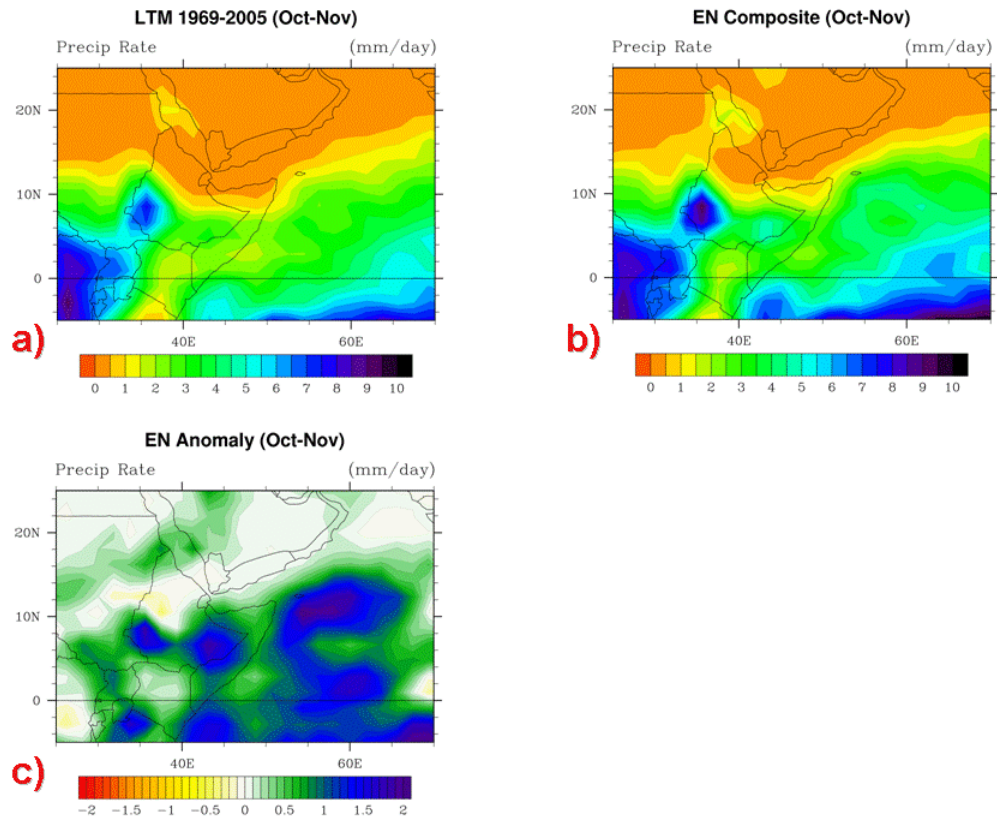 LTM 1969-2005 (Oct-Nov)
Precip Rate (mm/day)
20N
10N
0
40E 60E
a)
0 1 2 3 4 5 6 7 8 9 10
EN Composite (Oct-Nov)
Precip Rate (mm/day)
20N
10N
0
40E 60E
b)
0 1 2 3 4 5 6 7 8 9 10
EN Anomaly (Oct-Nov)
Precip Rate (mm/day)
20N
10N
0
40E 60E
c)
-2 -1.5 -1 -0.5 0 0.5 1 1.5 2